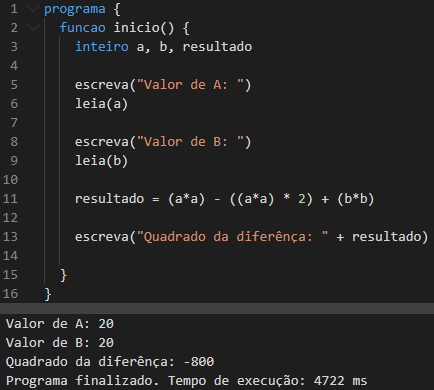 1 programa {
2 funcao inicio() {
3 inteiro a, b, resultado
4
5 escreva("Valor de A: ")
6 leia(a)
7
8 escreva("Valor de B: ")
9 leia(b)
10
11 resultado = (a*a) - ((a*a) * 2) + (b*b)
12
13 escreva("Quadrado da diferênça: " + resultado)
14
15 }
16 }
Valor de A: 20
Valor de B: 20
Quadrado da diferênça: -800
Programa finalizado. Tempo de execução: 4722 ms